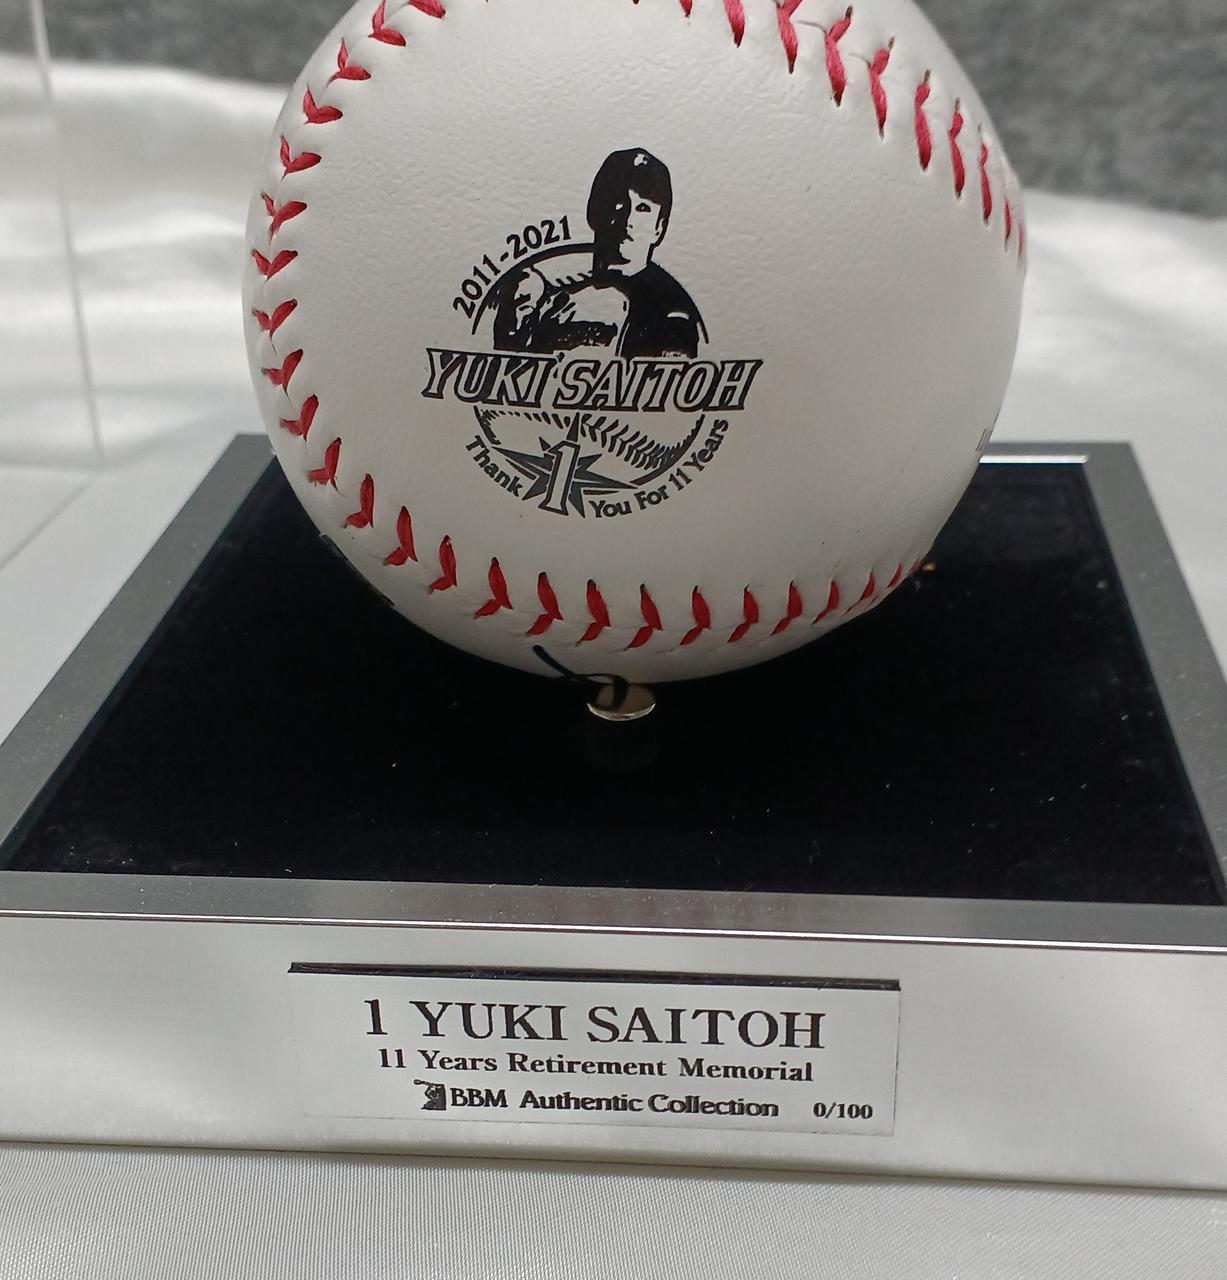 2011-2021
YUKI SAITOH
1
Thank You For 11 Years
1 YUKI SAITOH
11 Years Retirement Memorial
BBM Authentic Collection 0/100